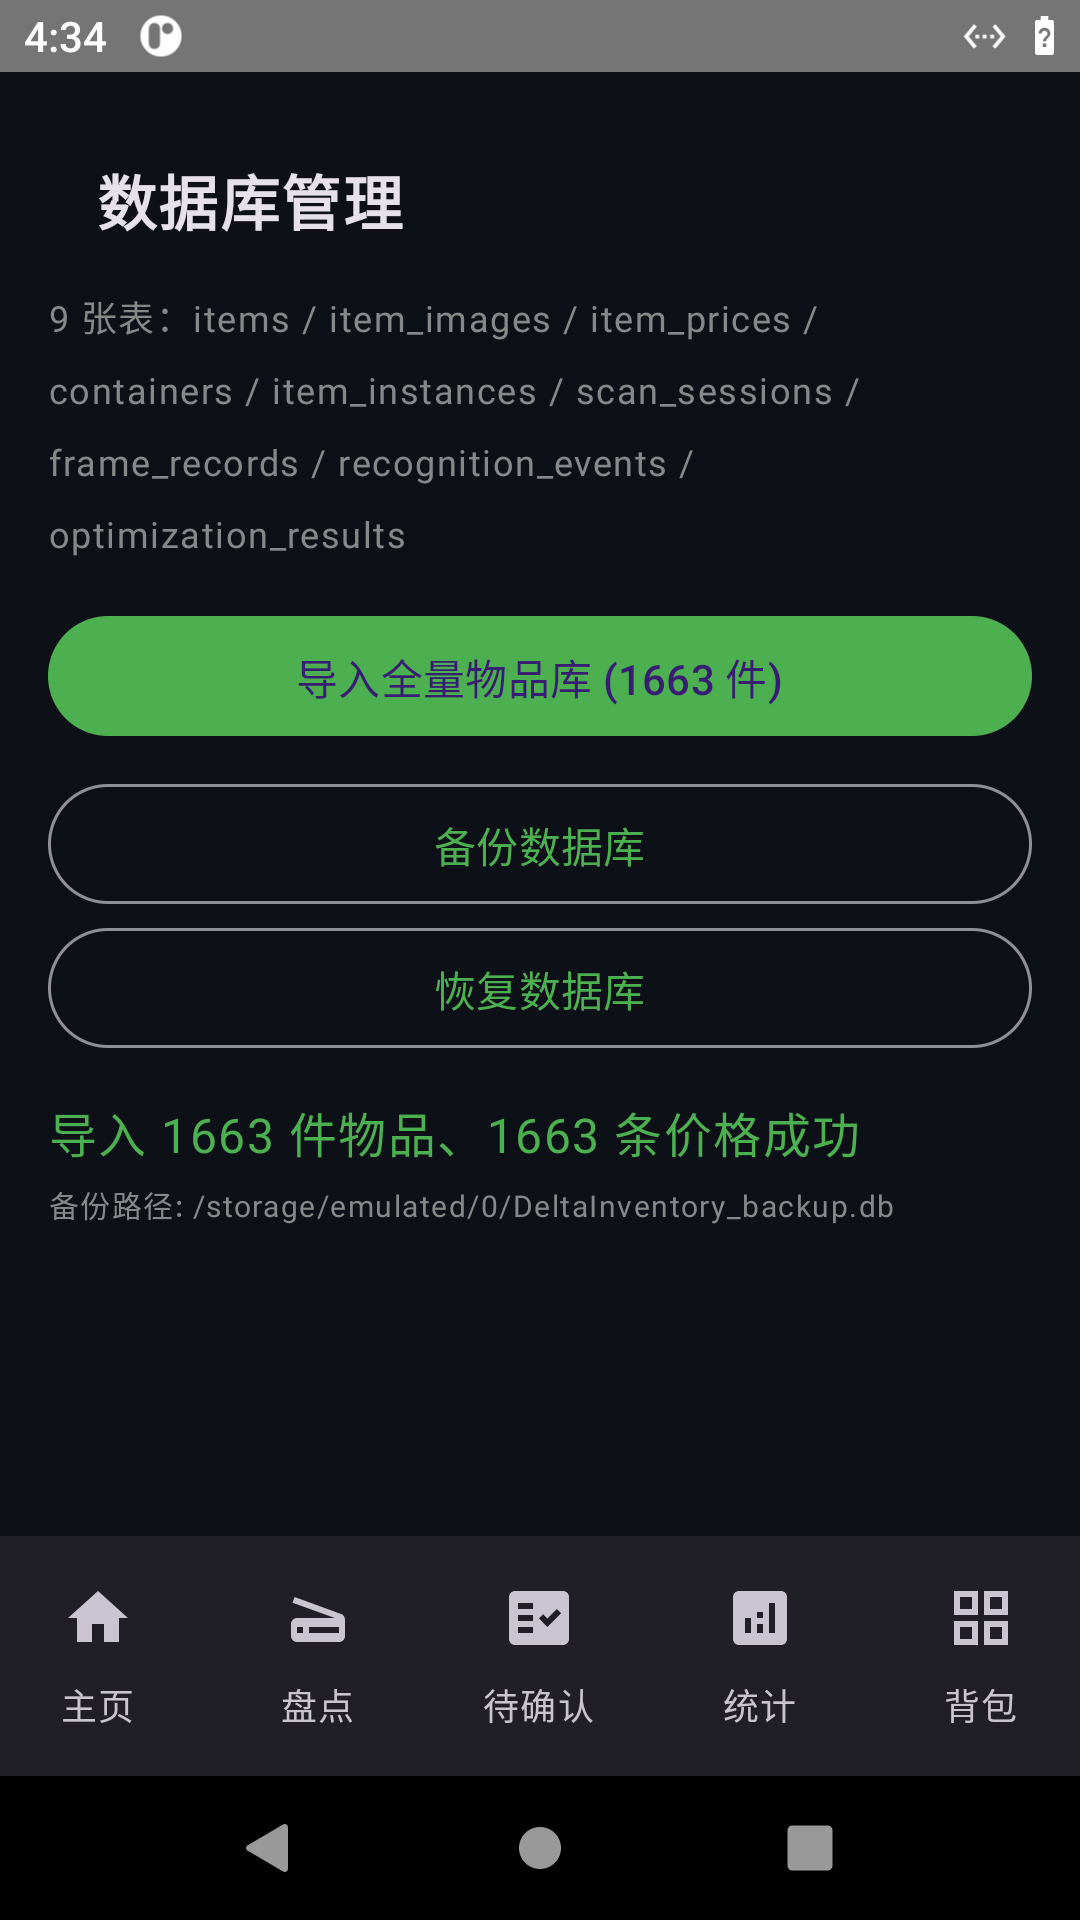 4:34
数据库管理
9 张表：items / item_images / item_prices /
containers / item_instances / scan_sessions /
frame_records / recognition_events /
optimization_results
导入全量物品库 (1663 件)
备份数据库
恢复数据库
导入 1663 件物品、1663 条价格成功
备份路径: /storage/emulated/0/DeltaInventory_backup.db
主页
盘点
待确认
统计
背包